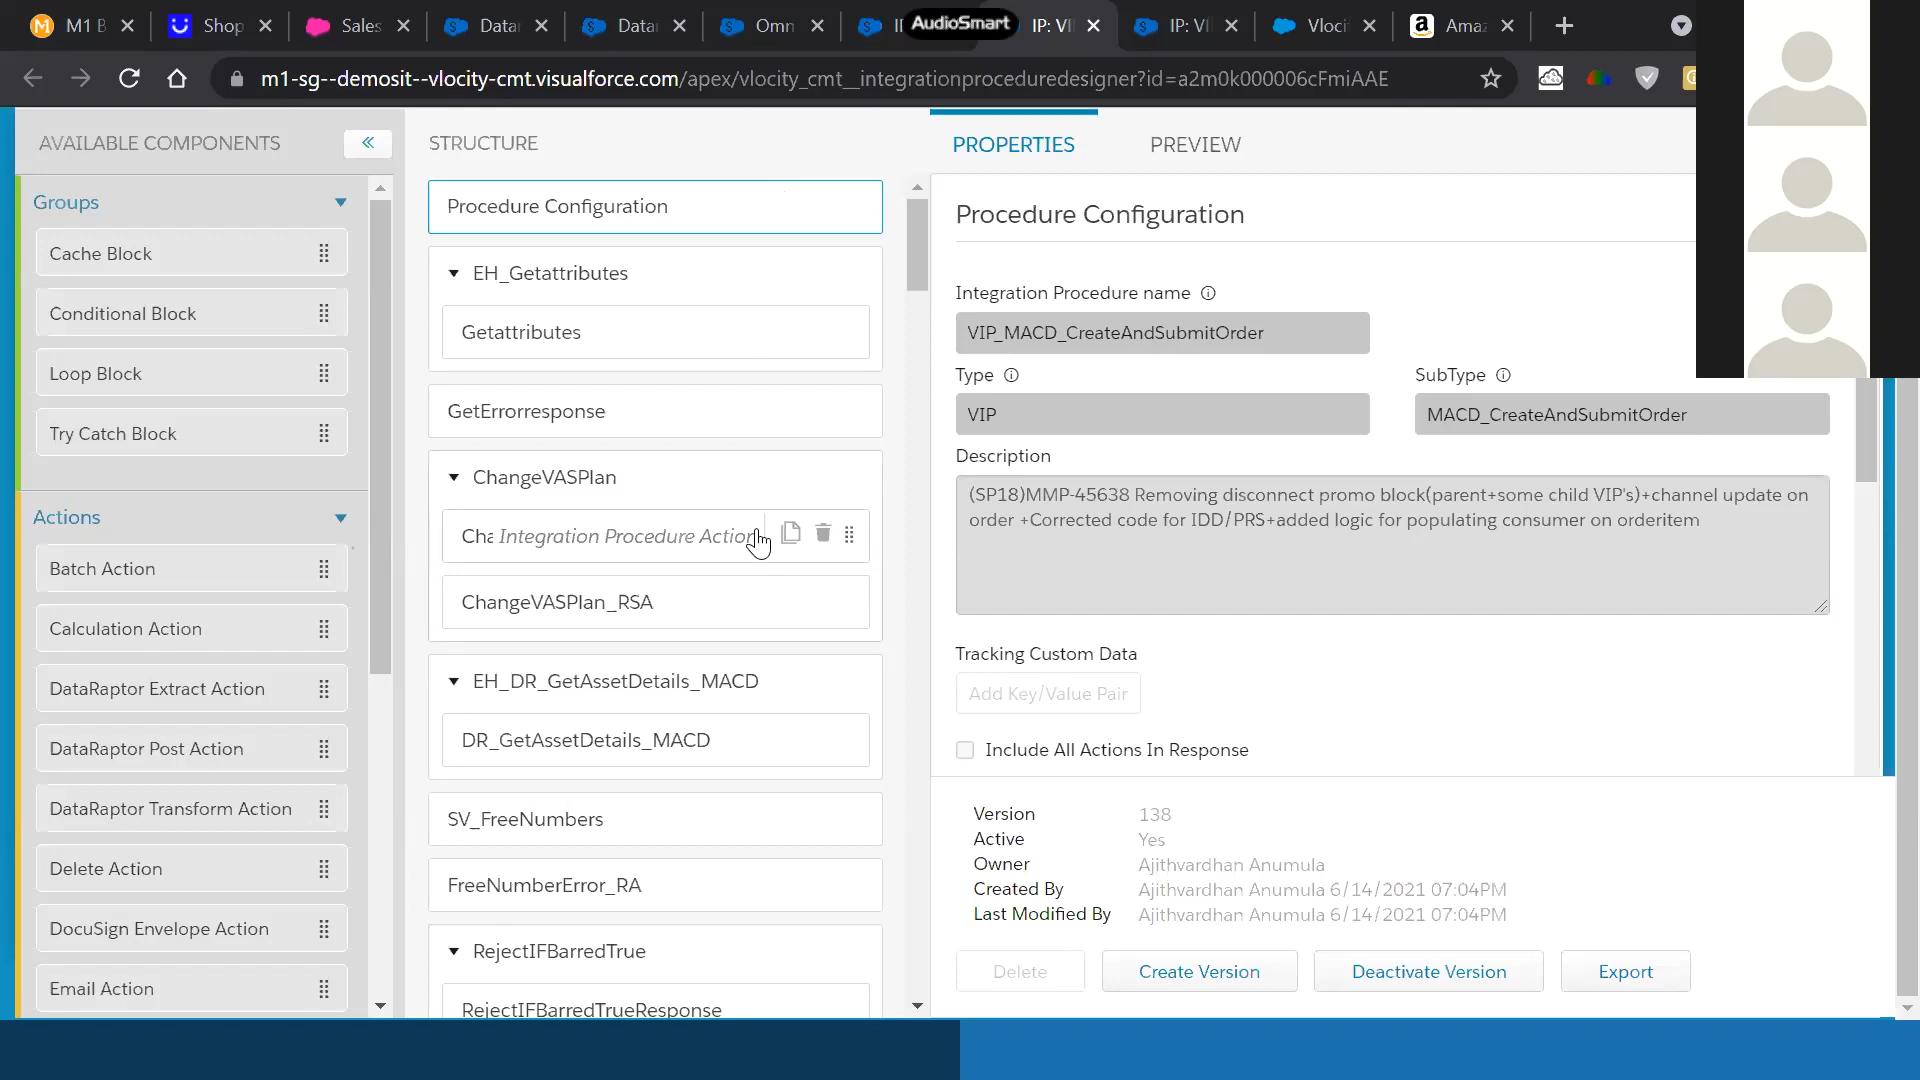 M1 B
Shop
Sales
Data
Data
Omn
AudioSmart
IP: VI
IP: VI
Vloci
Ama
m1-sg--demosit--vlocity-cmt.visualforce.com/apex/vlocity_cmt__integrationproceduredesigner?id=a2m0k000006cFmiAAE
AVAILABLE COMPONENTS
Groups
Cache Block
Conditional Block
Loop Block
Try Catch Block
Actions
Batch Action
Calculation Action
DataRaptor Extract Action
DataRaptor Post Action
DataRaptor Transform Action
Delete Action
DocuSign Envelope Action
Email Action
STRUCTURE
Procedure Configuration
EH_Getattributes
Getattributes
GetErrorresponse
ChangeVASPlan
Cha Integration Procedure Action
ChangeVASPlan_RSA
EH_DR_GetAssetDetails_MACD
DR_GetAssetDetails_MACD
SV_FreeNumbers
FreeNumberError_RA
RejectIFBarredTrue
RejectIFBarredTrueResponse
PROPERTIES
PREVIEW
Procedure Configuration
Integration Procedure name
VIP_MACD_CreateAndSubmitOrder
Type
SubType
VIP
MACD_CreateAndSubmitOrder
Description
(SP18)MMP-45638 Removing disconnect promo block(parent+some child VIP's)+channel update on
order +Corrected code for IDD/PRS+added logic for populating consumer on orderitem
Tracking Custom Data
Add Key/Value Pair
Include All Actions In Response
Version 138
Active Yes
Owner Ajithvardhan Anumula
Created By Ajithvardhan Anumula 6/14/2021 07:04PM
Last Modified By Ajithvardhan Anumula 6/14/2021 07:04PM
Delete
Create Version
Deactivate Version
Export